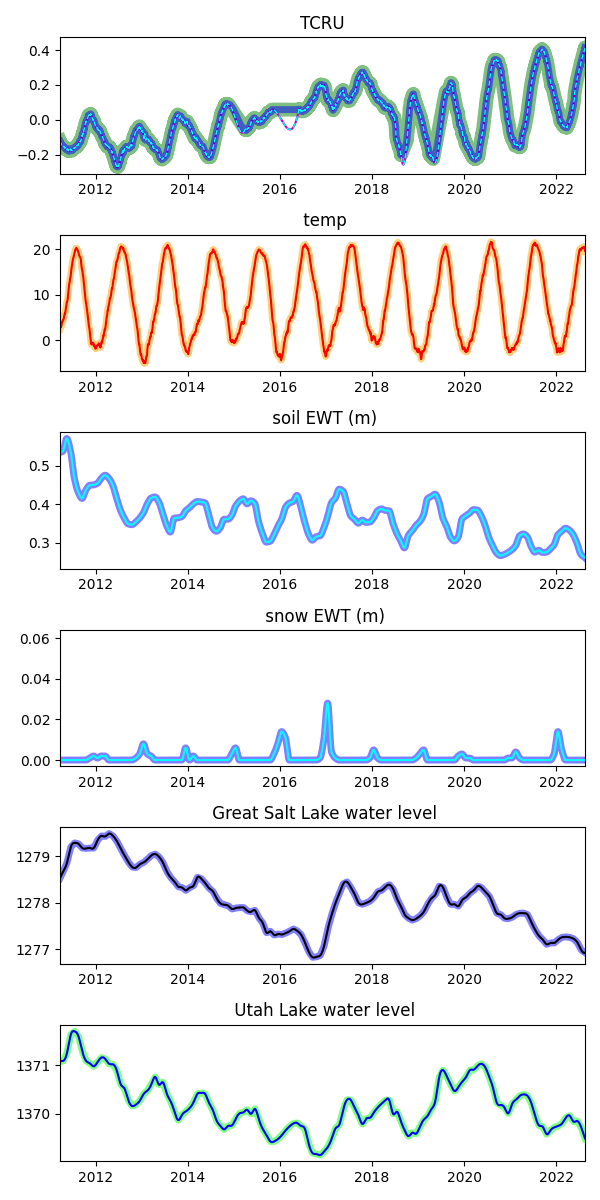 TCRU
0.4
0.2
0.0
−0.2
2012 2014 2016 2018 2020 2022
temp
20
10
0
2012 2014 2016 2018 2020 2022
soil EWT (m)
0.5
0.4
0.3
2012 2014 2016 2018 2020 2022
snow EWT (m)
0.06
0.04
0.02
0.00
2012 2014 2016 2018 2020 2022
Great Salt Lake water level
1279
1278
1277
2012 2014 2016 2018 2020 2022
Utah Lake water level
1371
1370
2012 2014 2016 2018 2020 2022